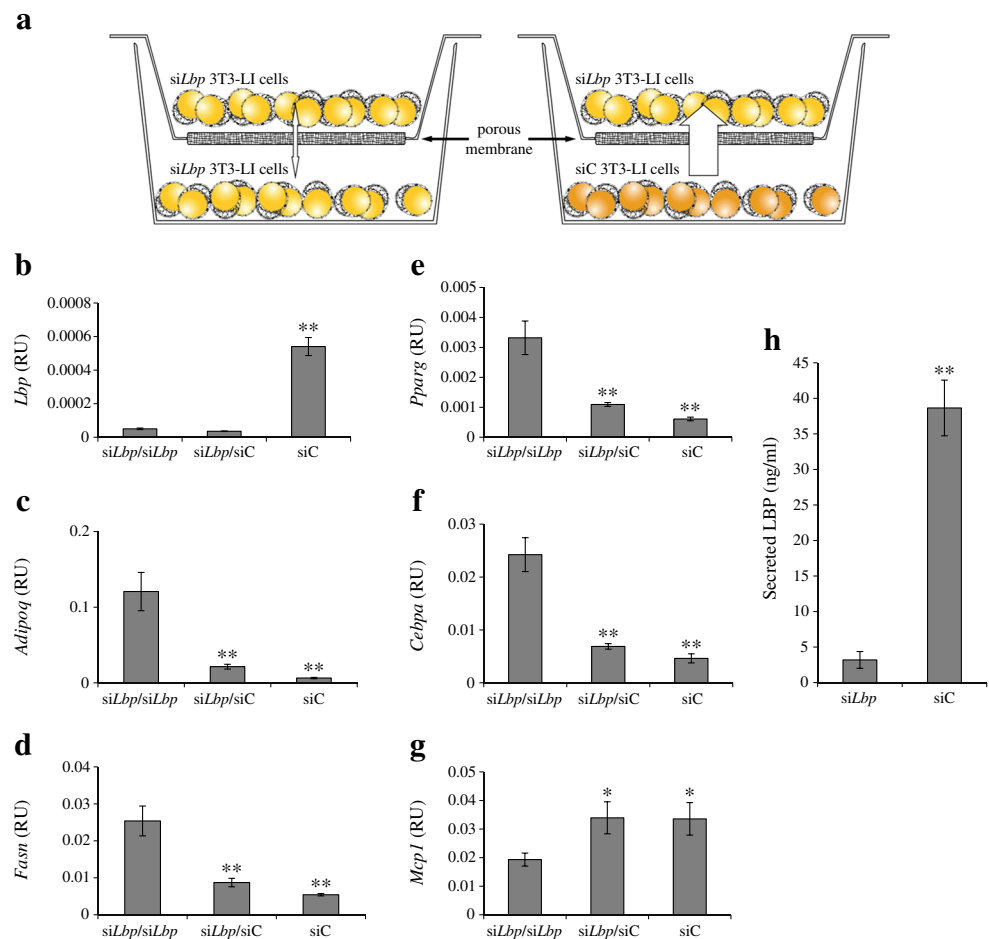 a
siLbp 3T3-LI cells
siLbp 3T3-LI cells
porous
membrane
siLbp 3T3-LI cells
siC 3T3-LI cells
b
Lbp (RU)
0.0008
0.0006
0.0004
0.0002
0
**
siLbp/siLbp siLbp/siC siC
c
Adipoq (RU)
0.2
0.1
0
** **
siLbp/siLbp siLbp/siC siC
d
Fasn (RU)
0.04
0.03
0.02
0.01
0
** **
siLbp/siLbp siLbp/siC siC
e
Pparg (RU)
0.005
0.004
0.003
0.002
0.001
0
** **
siLbp/siLbp siLbp/siC siC
f
Cebpa (RU)
0.03
0.02
0.01
0
** **
siLbp/siLbp siLbp/siC siC
g
Mcp1 (RU)
0.05
0.04
0.03
0.02
0.01
0
* *
siLbp/siLbp siLbp/siC siC
h
Secreted LBP (ng/ml)
45
40
35
30
25
20
15
10
5
0
**
siLbp siC